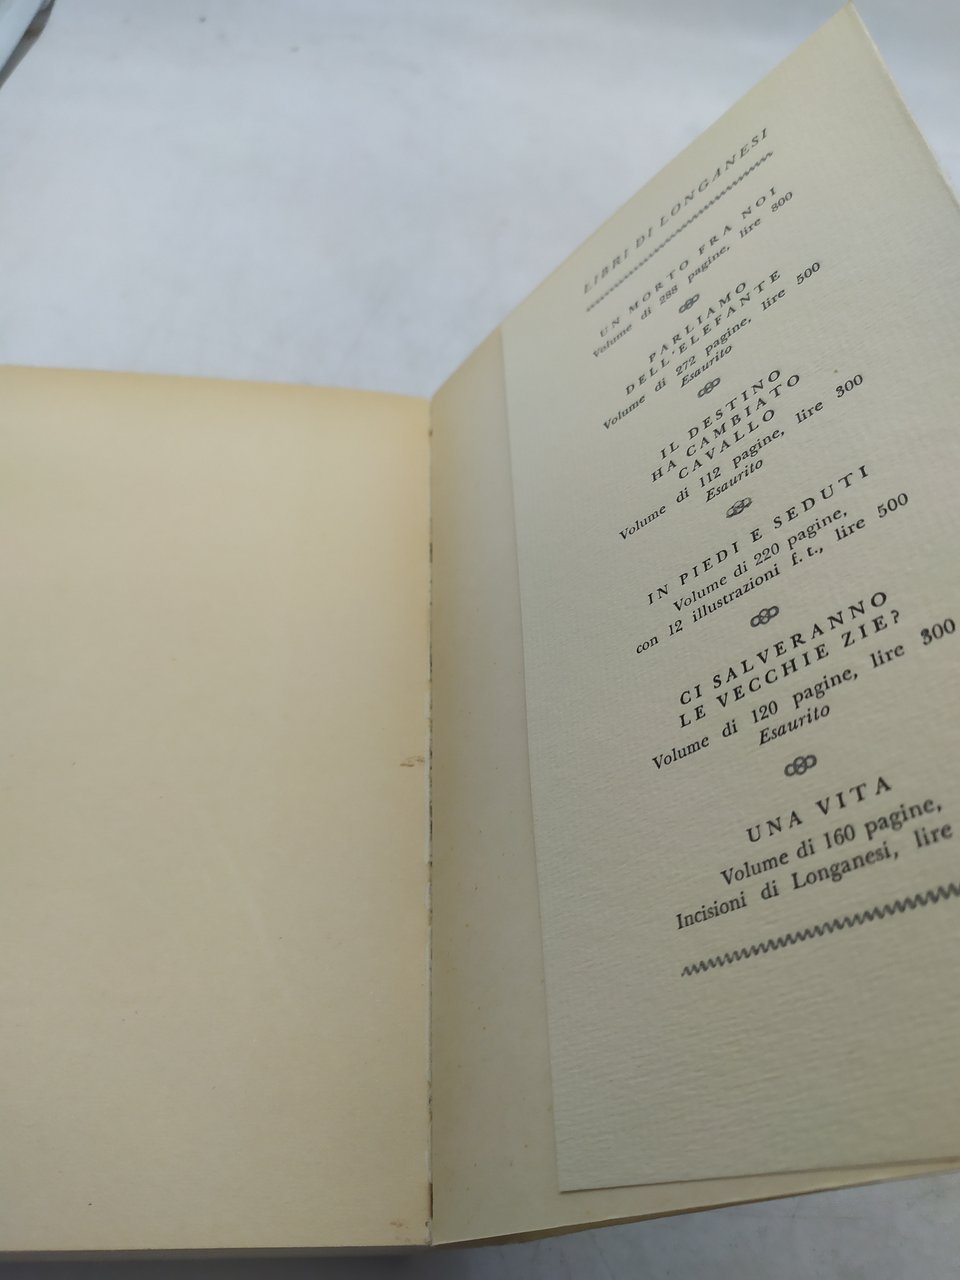 LIBRI DI LONGANESI
UN MORTO FRA NOI
Volume di 288 pagine, lire 800
PARLIAMO
DELL'ELEFANTE
Volume di 272 pagine, lire 500
Esaurito
IL DESTINO
HA CAMBIATO
CAVALLO
Volume di 112 pagine, lire 300
Esaurito
IN PIEDI E SEDUTI
Volume di 220 pagine,
con 12 illustrazioni f. t., lire 500
CI SALVERANNO
LE VECCHIE ZIE?
Volume di 120 pagine, lire 300
Esaurito
UNA VITA
Volume di 160 pagine,
Incisioni di Longanesi, lire